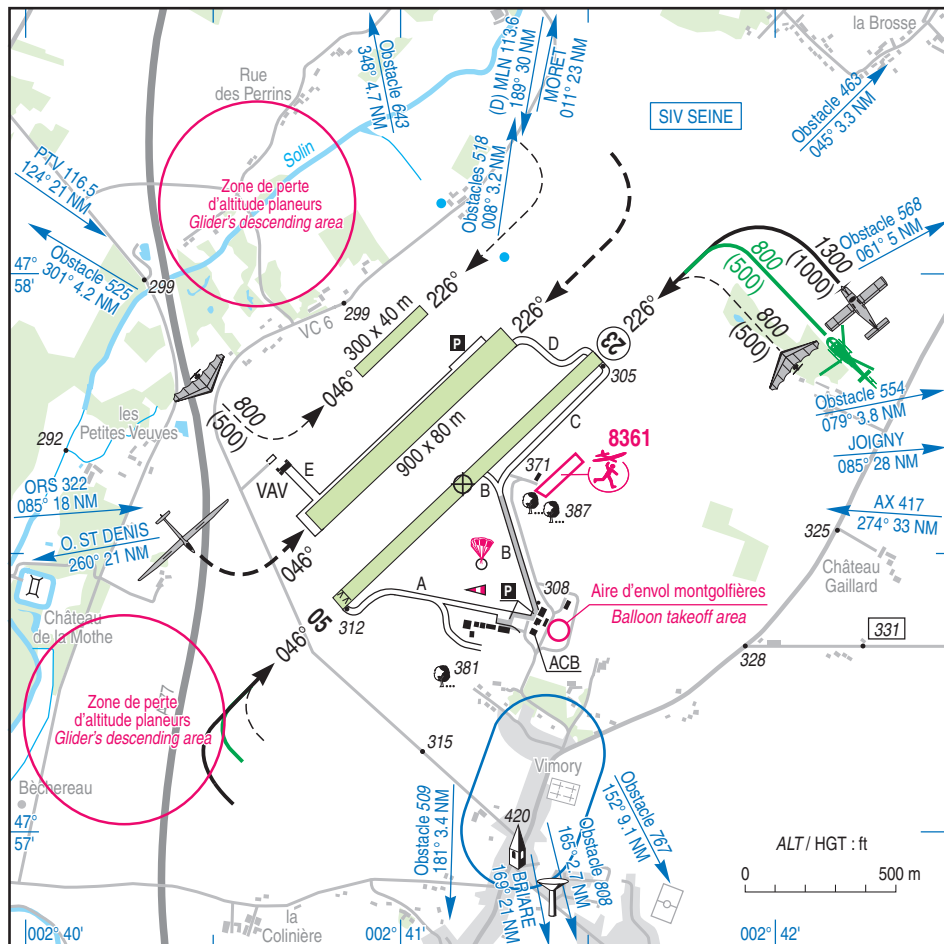 la Brosse
Obstacle 463
045° 3.3 NM
Obstacle 643
348° 4.7 NM
(D) MLN 113.6
189° 30 NM
MORET
011° 23 NM
SIV SEINE
Rue
des Perrins
Solin
Obstacles 518
008° 3.2 NM
PTV 116.5
124° 21 NM
Zone de perte
d'altitude planeurs
Glider's descending area
Obstacle 525
301° 4.2 NM
47°
58'
299
299
VC 6
300 x 40 m
226°
046°
226°
226°
23
D
P
305
C
800
(500)
1300
(1000)
800
(500)
Obstacle 568
061° 5 NM
Obstacle 554
079° 3.8 NM
JOIGNY
085° 28 NM
AX 417
274° 33 NM
800
(500)
les
Petites Veuves
292
900 x 80 m
E
VAV
ORS 322
085° 18 NM
O. ST DENIS
260° 21 NM
046°
8361
371
387
B
B
325
Château
Gaillard
Château
de la Mothe
05
046°
312
A
P
308
ACB
Aire d'envol montgolfières
Balloon takeoff area
381
328
331
A77
Zone de perte
d'altitude planeurs
Glider's descending area
315
Bèchereau
Vimory
47°
57'
420
Obstacle 509
181° 3.4 NM
BRIARE
169° 21 NM
Obstacle 808
165° 2.7 NM
Obstacle 767
152° 9.1 NM
ALT / HGT : ft
0
500 m
la
Colinière
002° 40'
002° 41'
002° 42'